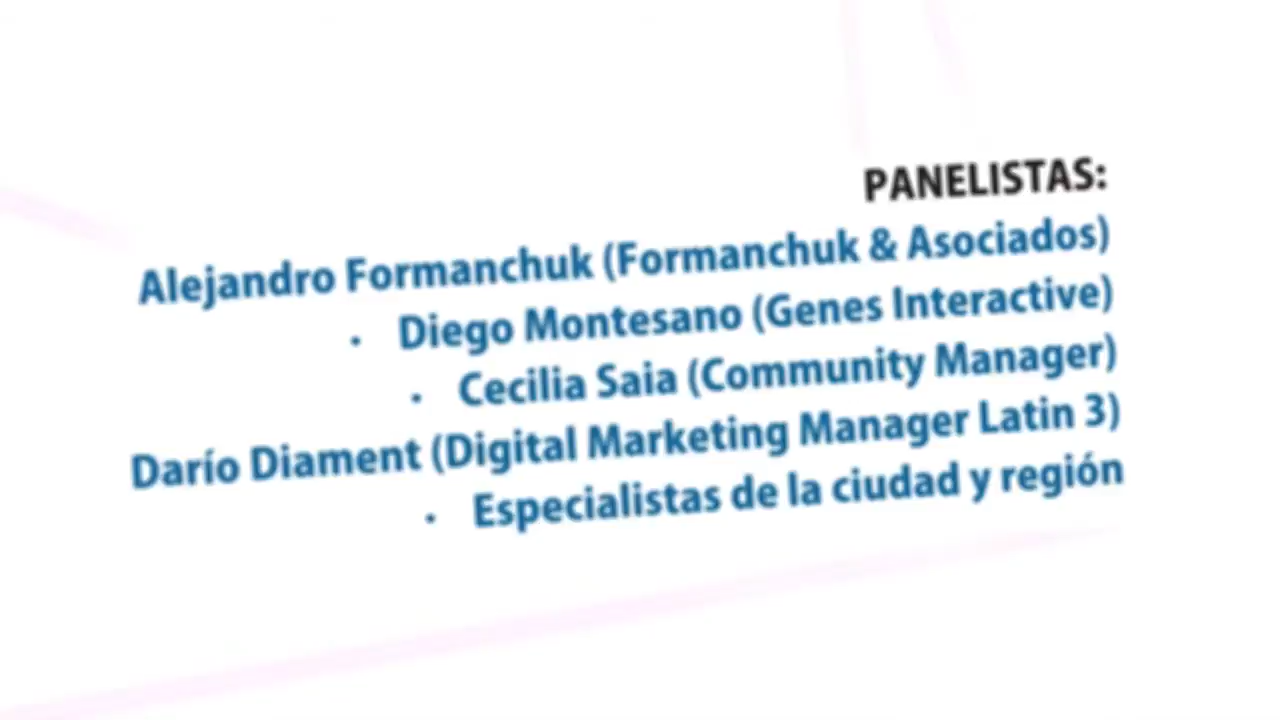 PANELISTAS:
Alejandro Formanchuk (Formanchuk & Asociados)
· Diego Montesano (Genes Interactive)
· Cecilia Saia (Community Manager)
Darío Diament (Digital Marketing Manager Latin 3)
· Especialistas de la ciudad y región